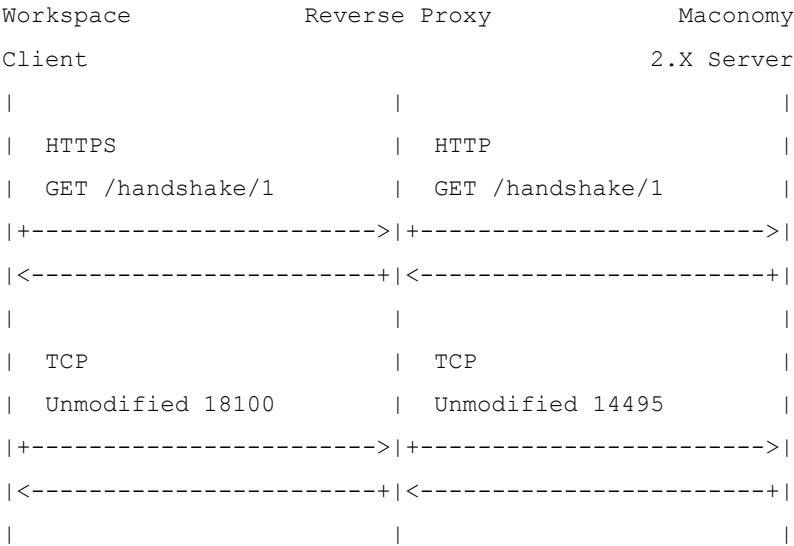 Workspace            Reverse Proxy             Maconomy
Client                                       2.X Server
|                          |                          |
|  HTTPS                   |  HTTP                    |
|  GET /handshake/1        |  GET /handshake/1        |
|+------------------------>|+------------------------>|
|<------------------------+|<------------------------+|
|                          |                          |
|  TCP                     |  TCP                     |
|  Unmodified 18100        |  Unmodified 14495        |
|+------------------------>|+------------------------>|
|<------------------------+|<------------------------+|
|                          |                          |